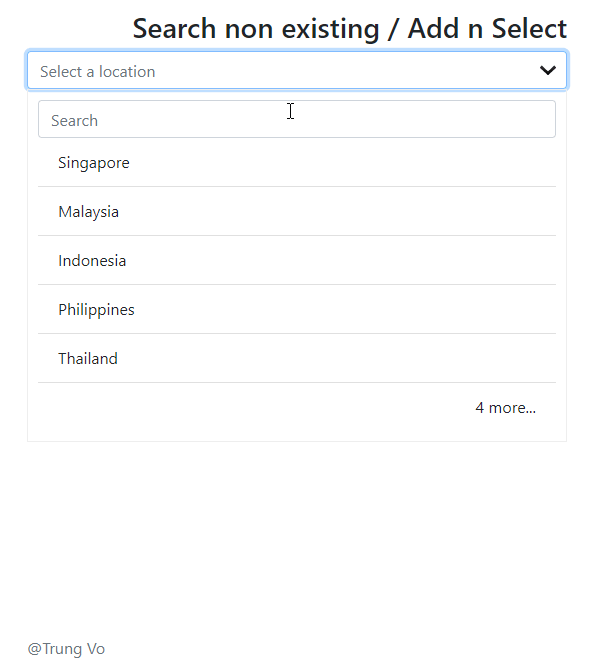 Search non existing / Add n Select
Select a location
Search
Singapore
Malaysia
Indonesia
Philippines
Thailand
4 more...
@Trung Vo